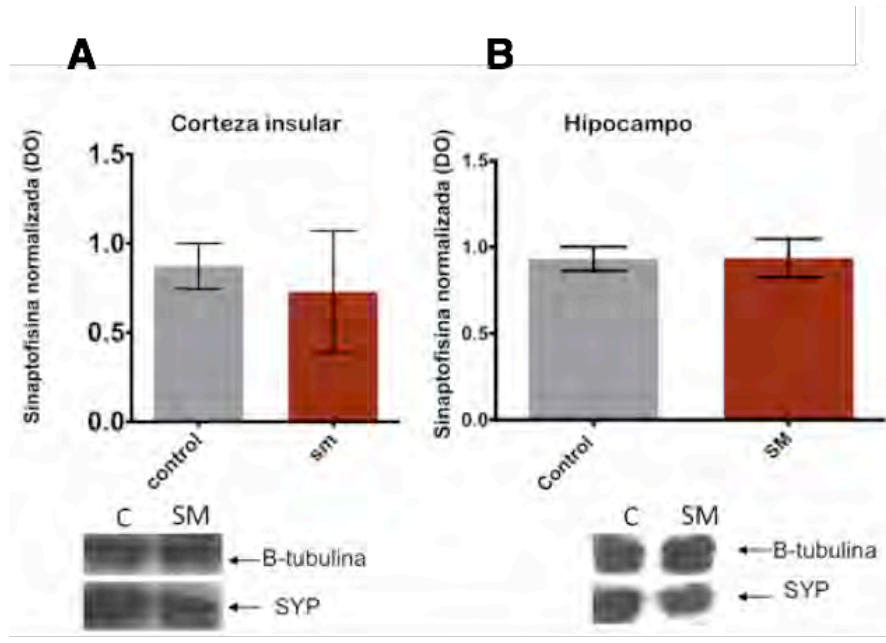 A
Corteza insular
Sinaptofisina normalizada (DO)
1.5
1.0
0.5
0.0
control
sm
C SM
B-tubulina
SYP
B
Hipocampo
Sinaptofisina normalizada (DO)
1.5
1.0
0.5
0.0
Control
SM
C SM
B-tubulina
SYP